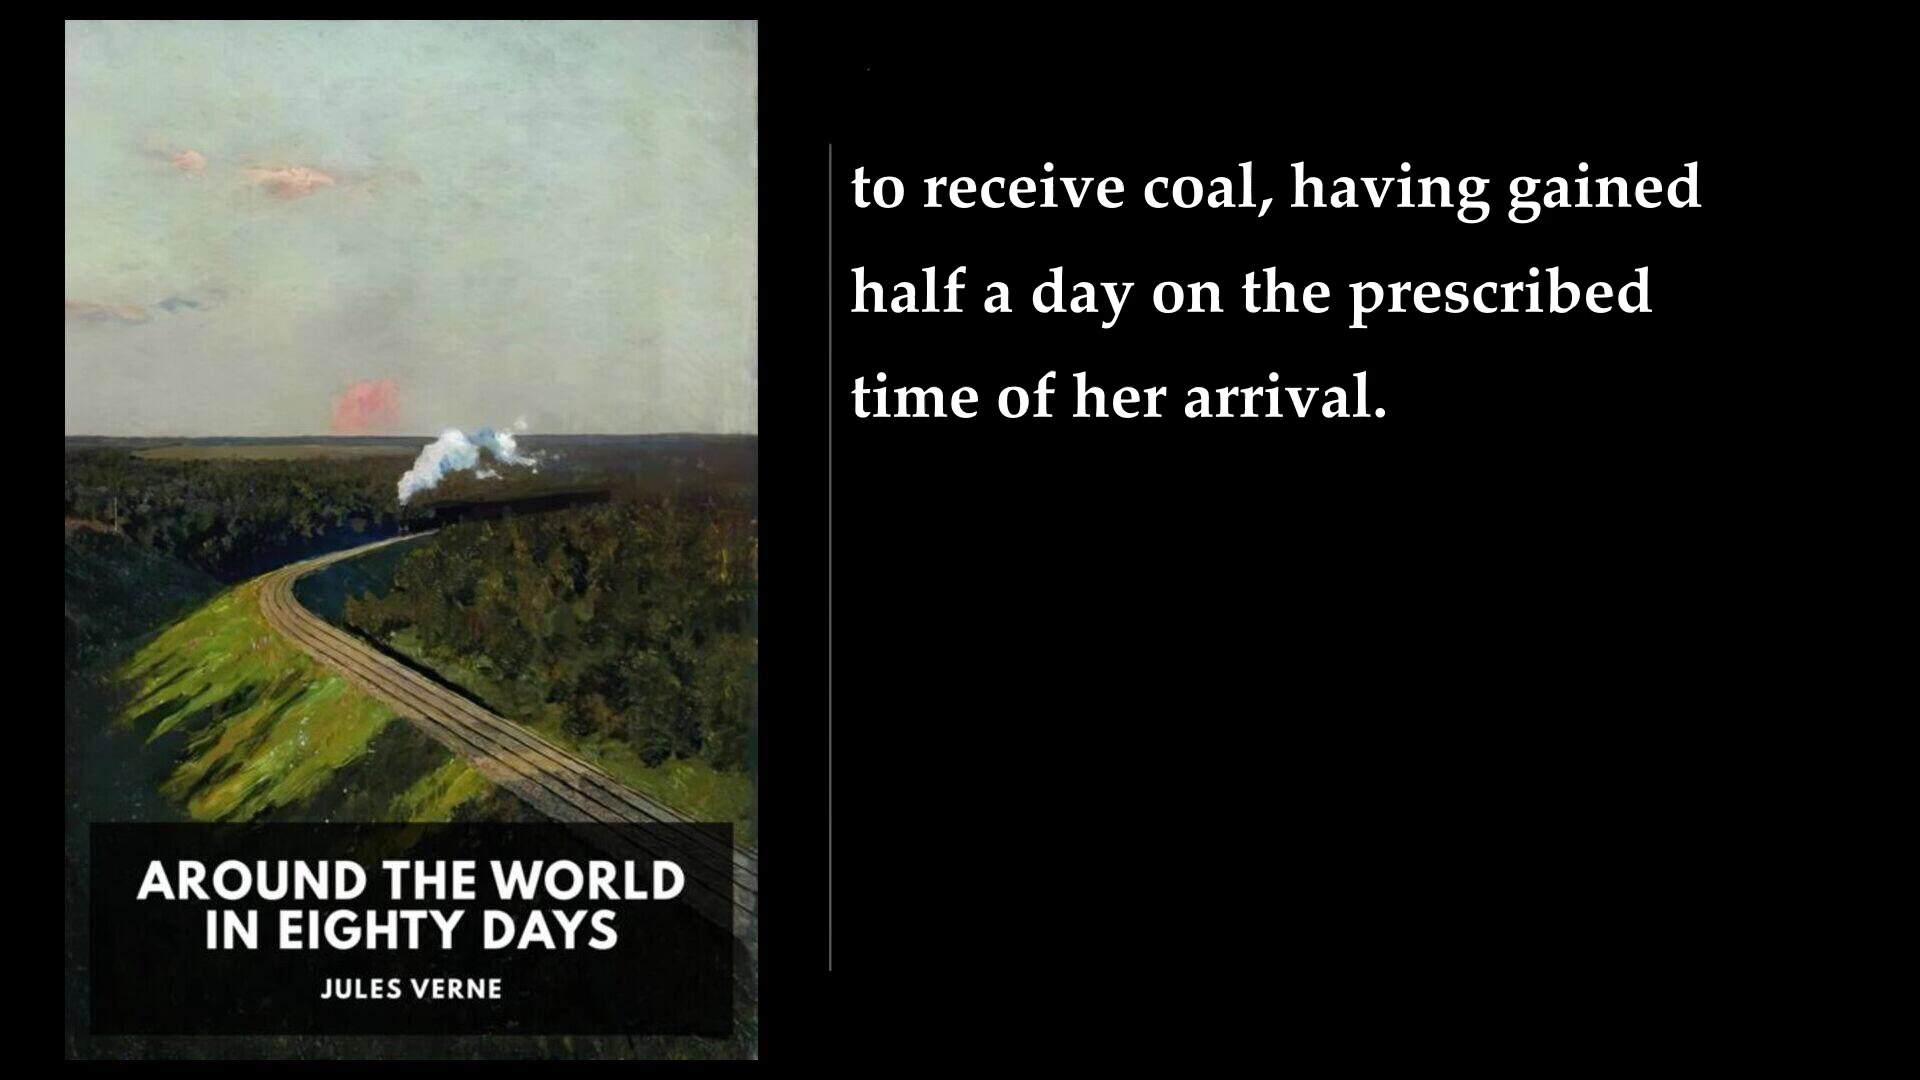 to receive coal, having gained
half a day on the prescribed
time of her arrival.
AROUND THE WORLD
IN EIGHTY DAYS
JULES VERNE